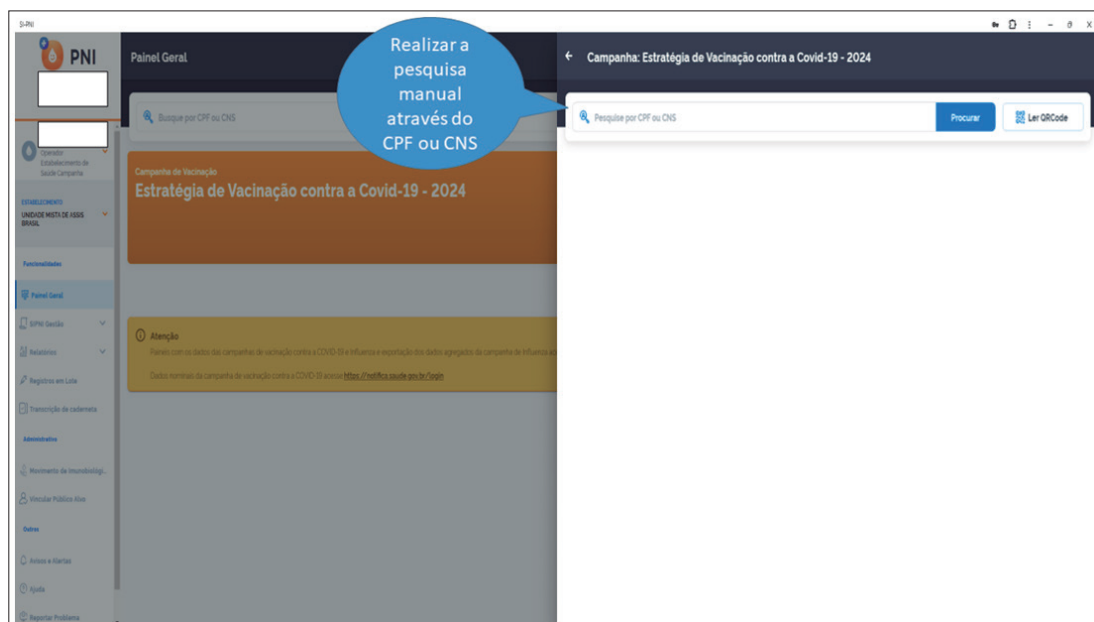 SI-PNI
PNI
Operador
Estabelecimento de
Saúde Campanha
ESTABELECIMENTO
UNIDADE MISTA DE ASSIS
BRASIL
Funcionalidades
Painel Geral
SIPNI Gestão
Relatórios
Registros em Lote
Transcrição de caderneta
Administrativo
Movimento de Imunobiológi...
Vincular Público Alvo
Outros
Avisos e Alertas
Ajuda
Reportar Problema
Painel Geral
Busque por CPF ou CNS
Campanha de Vacinação
Estratégia de Vacinação contra a Covid-19 - 2024
Atenção
Paineis com os dados das campanhas de vacinação contra a COVID-19 e Influenza e exportação dos dados agregados da campanha de Influenza
Dados nominais da campanha de vacinação contra a COVID-19 acesse https://notifica.saude.gov.br/login
Realizar a
pesquisa
manual
através do
CPF ou CNS
Campanha: Estratégia de Vacinação contra a Covid-19 - 2024
Pesquise por CPF ou CNS
Procurar
Ler QRCode